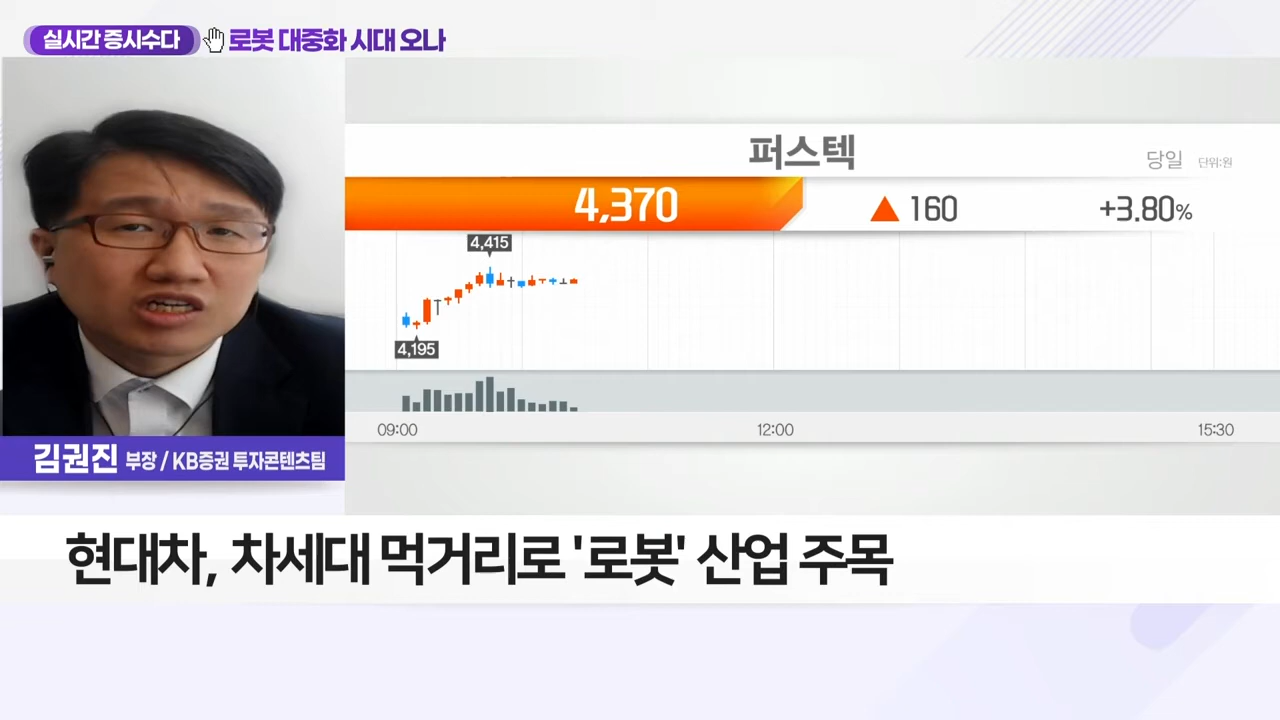 실시간 증시수다 로봇 대중화 시대 오나
퍼스텍
당일 단위:원
4,370 ▲ 160 +3.80%
4,415
4,195
09:00 12:00 15:30
김권진 부장 / KB증권 투자콘텐츠팀
현대차, 차세대 먹거리로 '로봇' 산업 주목